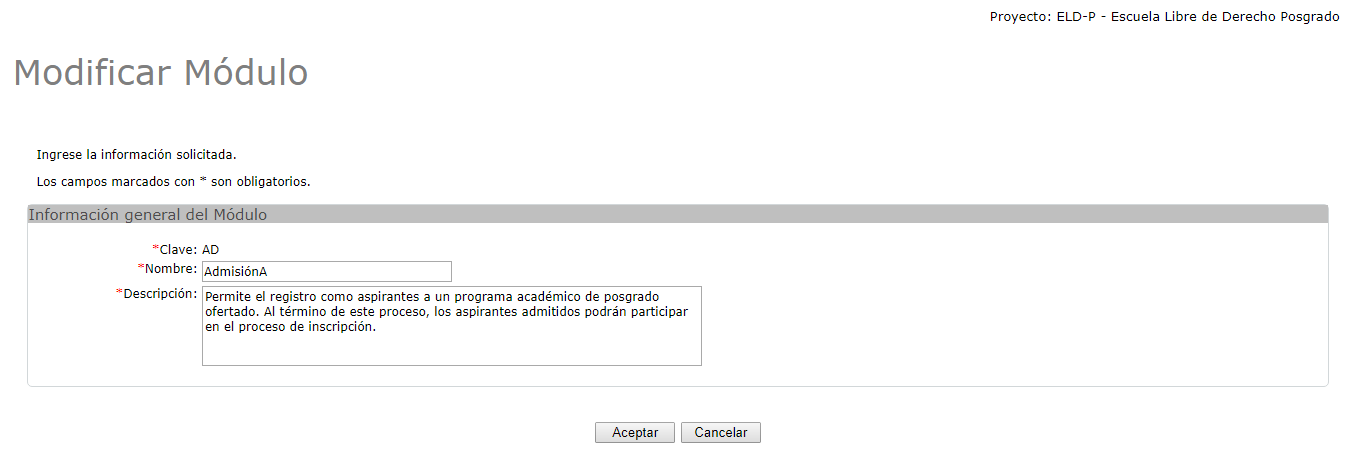 Proyecto: ELD-P - Escuela Libre de Derecho Posgrado
Modificar Módulo
Ingrese la información solicitada.
Los campos marcados con * son obligatorios.
Información general del Módulo
*Clave: AD
*Nombre: AdmisiónA
*Descripción: Permite el registro como aspirantes a un programa académico de posgrado
ofertado. Al término de este proceso, los aspirantes admitidos podrán participar
en el proceso de inscripción.
Aceptar Cancelar